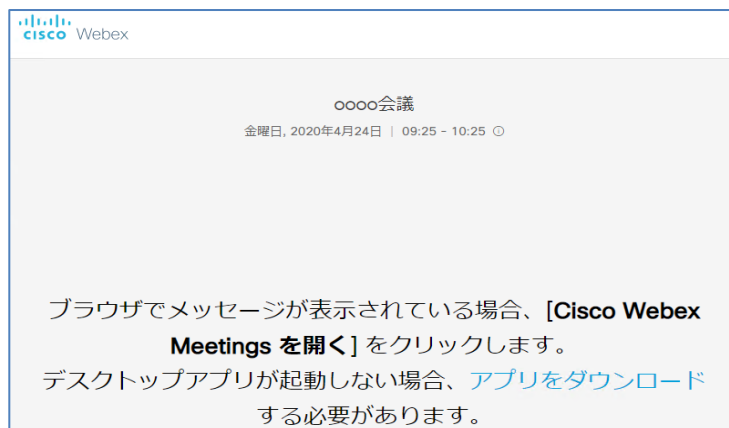 cisco Webex
oooo会議
金曜日, 2020年4月24日 | 09:25 - 10:25
ブラウザでメッセージが表示されている場合、[Cisco Webex
Meetings を開く] をクリックします。
デスクトップアプリが起動しない場合、アプリをダウンロード
する必要があります。